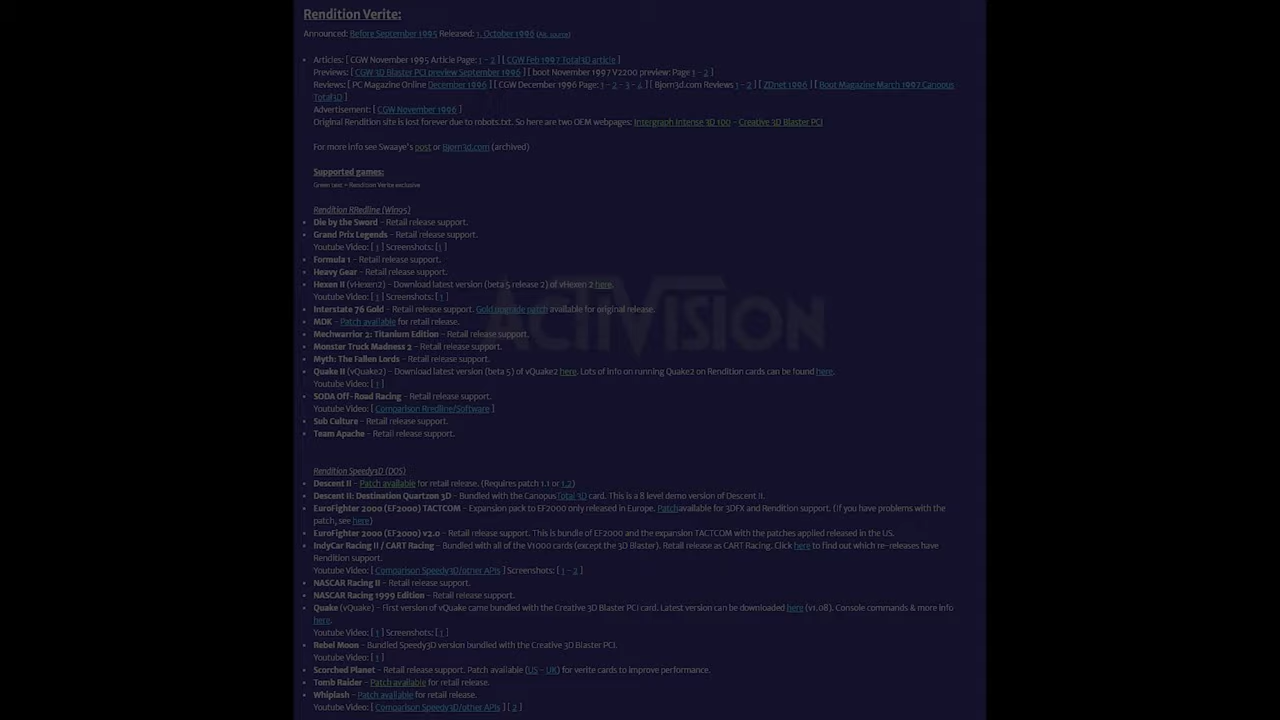 Rendition Verite:
Announced: Before September 1995 Released: 1. October 1996 (Alt. source)
Articles: [ CGW November 1995 Article Page: 1 - 2 ] [ CGW Feb 1997 Total3D article ]
Previews: [ CGW 3D Blaster PCI preview September 1996 ] [ boot November 1997 V2200 preview: Page 1 - 2 ]
Reviews: [ PC Magazine Online December 1996 ] [ CGW December 1996 Page: 1 - 2 - 3 - 4 [ Bjorn3d.com Reviews 1 - 2 ] [ ZDnet 1996 ] [ Boot Magazine March 1997 Canopus
Total3D ]
Advertisement: [ CGW November 1996 ]
Original Rendition site is lost forever due to robots.txt. So here are two OEM webpages: Intergraph Intense 3D 100 - Creative 3D Blaster PCI
For more info see Swaaye's post or Bjorn3d.com (archived)
Supported games:
Green text = Rendition Verite exclusive
Rendition RRedline (Win95)
Die by the Sword - Retail release support.
Grand Prix Legends - Retail release support.
Youtube Video: [ 1 ] Screenshots: [1 ]
Formula 1 - Retail release support.
Heavy Gear - Retail release support.
Hexen II (vHexen2) - Download latest version (beta 5 release 2) of vHexen 2 here.
Youtube Video: [ 1 ] Screenshots: [ 1 ]
ACTIVISION
Interstate 76 Gold - Retail release support. Gold upgrade patch available for original release.
MDK - Patch available for retail release.
Mechwarrior 2: Titanium Edition - Retail release support.
Monster Truck Madness 2 - Retail release support.
Myth: The Fallen Lords - Retail release support.
Quake II (vQuake2) - Download latest version (beta 5) of vQuake2 here. Lots of info on running Quake2 on Rendition cards can be found here.
Youtube Video: [ 1 ]
SODA Off-Road Racing - Retail release support.
Youtube Video: [ Comparison Rredline/Software ]
Sub Culture - Retail release support.
Team Apache - Retail release support.
Rendition Speedy3D (DOS)
Descent II - Patch available for retail release. (Requires patch 1.1 or 1.2)
Descent II: Destination Quartzon 3D - Bundled with the Canopus Total 3D card. This is a 8 level demo version of Descent II.
EuroFighter 2000 (EF2000) TACTCOM - Expansion pack to EF2000 only released in Europe. Patchavailable for 3DFX and Rendition support. (If you have problems with the
patch, see here)
EuroFighter 2000 (EF2000) v2.0 - Retail release support. This is bundle of EF2000 and the expansion TACTCOM with the patches applied released in the US.
IndyCar Racing II / CART Racing - Bundled with all of the V1000 cards (except the 3D Blaster). Retail release as CART Racing. Click here to find out which re-releases have
Rendition support.
Youtube Video: [ Comparison Speedy3D/other APIs ] Screenshots: [ 1 - 2 ]
NASCAR Racing II - Retail release support.
NASCAR Racing 1999 Edition - Retail release support.
Quake (vQuake) - First version of vQuake came bundled with the Creative 3D Blaster PCI card. Latest version can be downloaded here (v1.08). Console commands & more info
here.
Youtube Video: [ 1 ] Screenshots: [ 1 ]
Rebel Moon - Bundled Speedy3D version bundled with the Creative 3D Blaster PCI.
Youtube Video: [ 1 ]
Scorched Planet - Retail release support. Patch available (US - UK) for verite cards to improve performance.
Tomb Raider - Patch available for retail release.
Whiplash - Patch available for retail release.
Youtube Video: [ Comparison Speedy3D/other APIs ] [ 2 ]